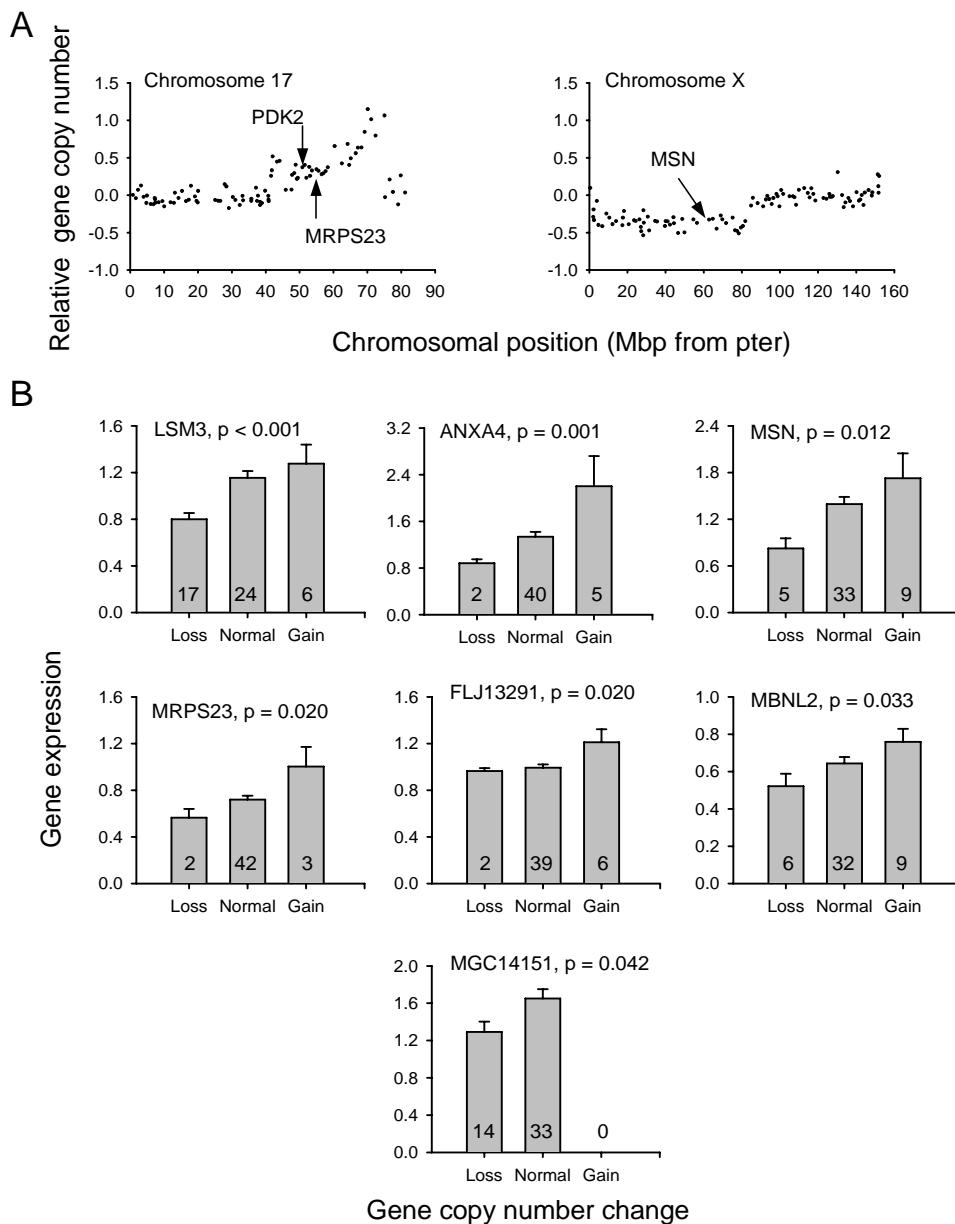 A
Relative gene copy number
Chromosome 17
1.5
1.0
0.5
0.0
-0.5
-1.0
PDK2
MRPS23
0 10 20 30 40 50 60 70 80 90
Chromosome X
1.5
1.0
0.5
0.0
-0.5
-1.0
MSN
0 20 40 60 80 100 120 140 160
Chromosomal position (Mbp from pter)
B
Gene expression
LSM3, p < 0.001
1.6
1.2
0.8
0.4
0.0
17 24 6
Loss Normal Gain
ANXA4, p = 0.001
3.2
2.4
1.6
0.8
0.0
2 40 5
Loss Normal Gain
MSN, p = 0.012
2.4
1.8
1.2
0.6
0.0
5 33 9
Loss Normal Gain
MRPS23, p = 0.020
1.6
1.2
0.8
0.4
0.0
2 42 3
Loss Normal Gain
FLJ13291, p = 0.020
1.6
1.2
0.8
0.4
0.0
2 39 6
Loss Normal Gain
MBNL2, p = 0.033
1.0
0.8
0.6
0.4
0.2
0.0
6 32 9
Loss Normal Gain
MGC14151, p = 0.042
2.0
1.6
1.2
0.8
0.4
0.0
14 33 0
Loss Normal Gain
Gene copy number change